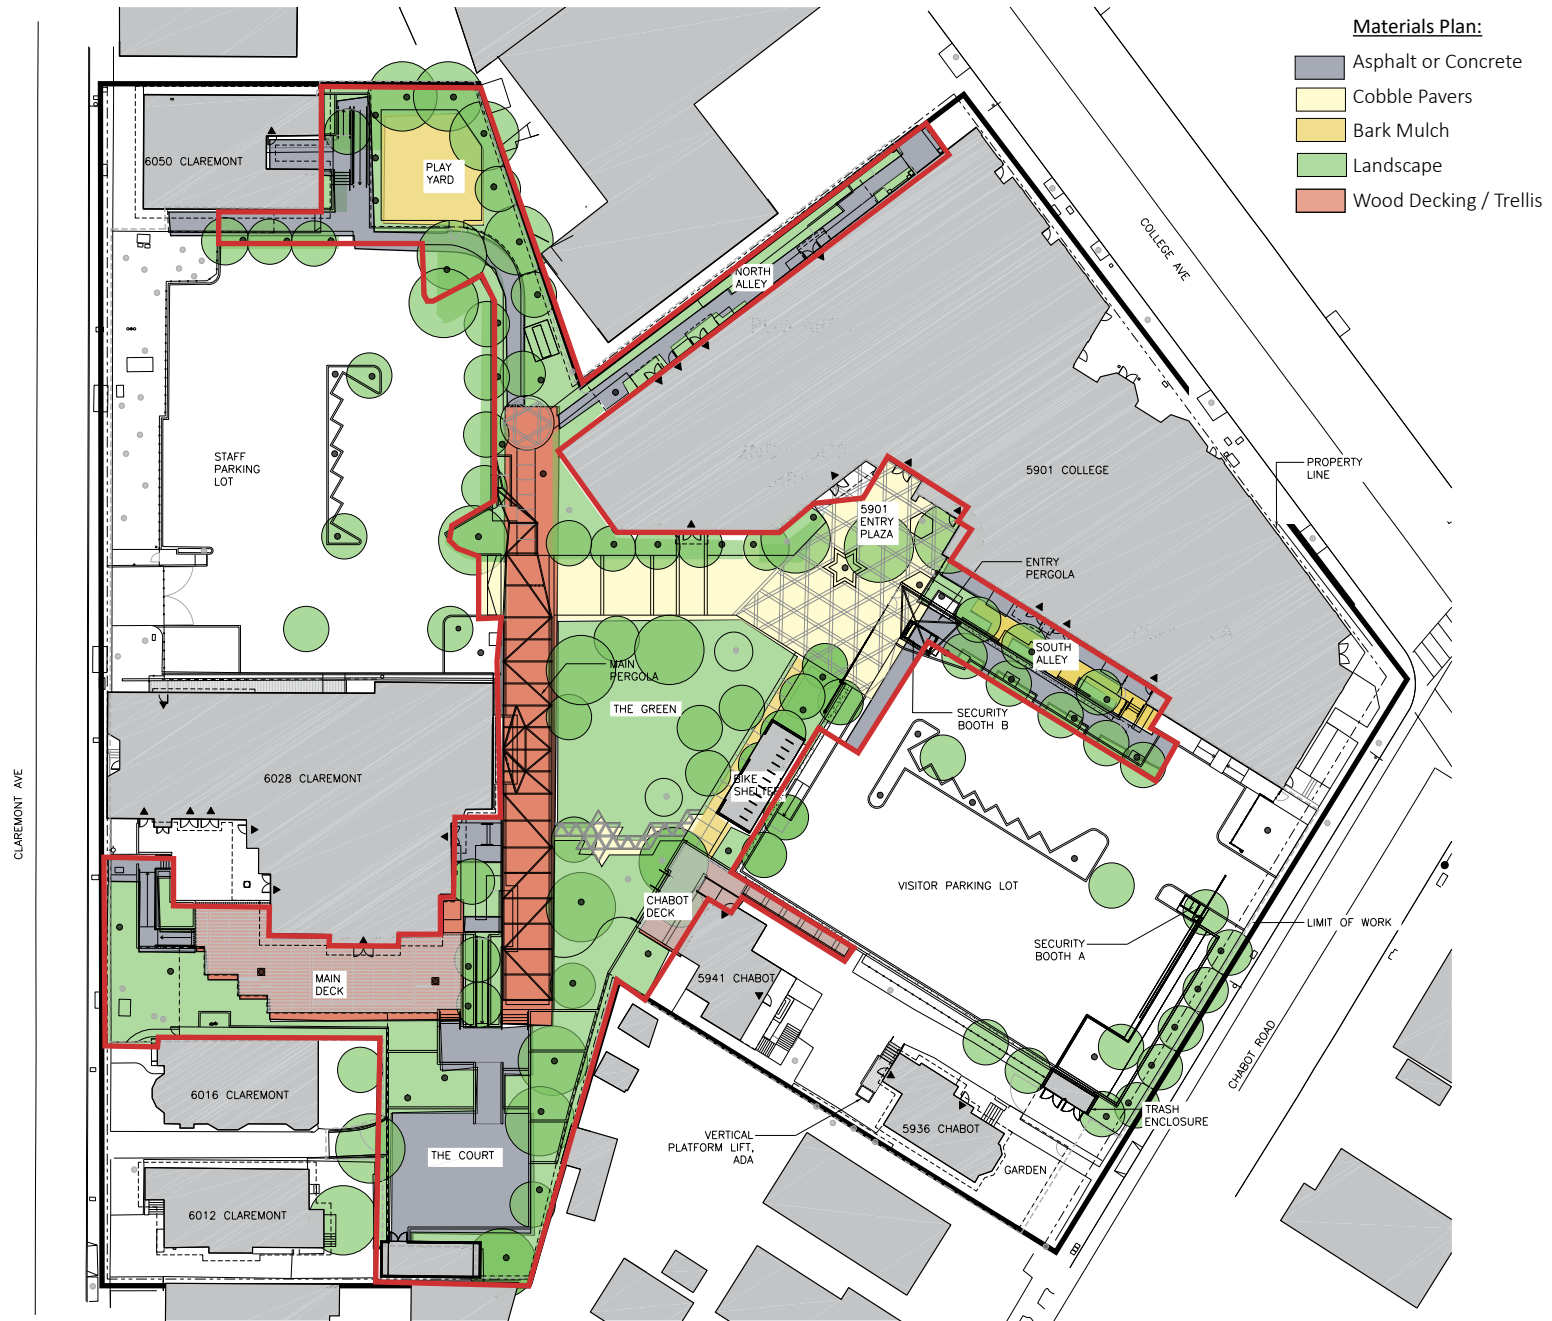 Materials Plan:
Asphalt or Concrete
Cobble Pavers
Bark Mulch
Landscape
Wood Decking / Trellis
6050 CLAREMONT
PLAY
YARD
COLLEGE AVE
NORTH
ALLEY
STAFF
PARKING
LOT
5901 COLLEGE
PROPERTY
LINE
5901
ENTRY
PLAZA
ENTRY
PERGOLA
SOUTH
ALLEY
MAIN
PERGOLA
THE GREEN
SECURITY
BOOTH B
6028 CLAREMONT
BIKE
SHELTER
CLAREMONT AVE
VISITOR PARKING LOT
CHABOT
DECK
LIMIT OF WORK
SECURITY
BOOTH A
MAIN
DECK
5941 CHABOT
CHABOT ROAD
6016 CLAREMONT
TRASH
ENCLOSURE
5936 CHABOT
VERTICAL
PLATFORM LIFT,
ADA
THE COURT
GARDEN
6012 CLAREMONT